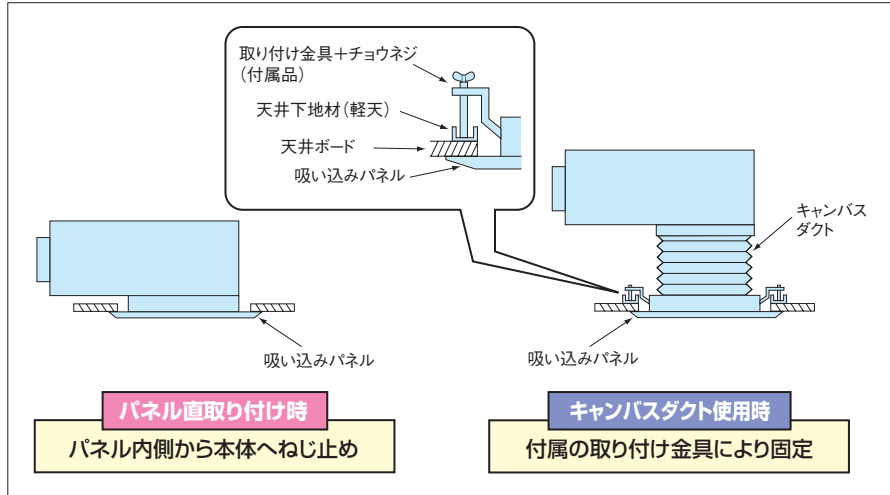 取り付け金具+チョウネジ
(付属品)
天井下地材(軽天)
天井ボード
吸い込みパネル
キャンバス
ダクト
吸い込みパネル
吸い込みパネル
パネル直取り付け時
パネル内側から本体へねじ止め
キャンバスダクト使用時
付属の取り付け金具により固定